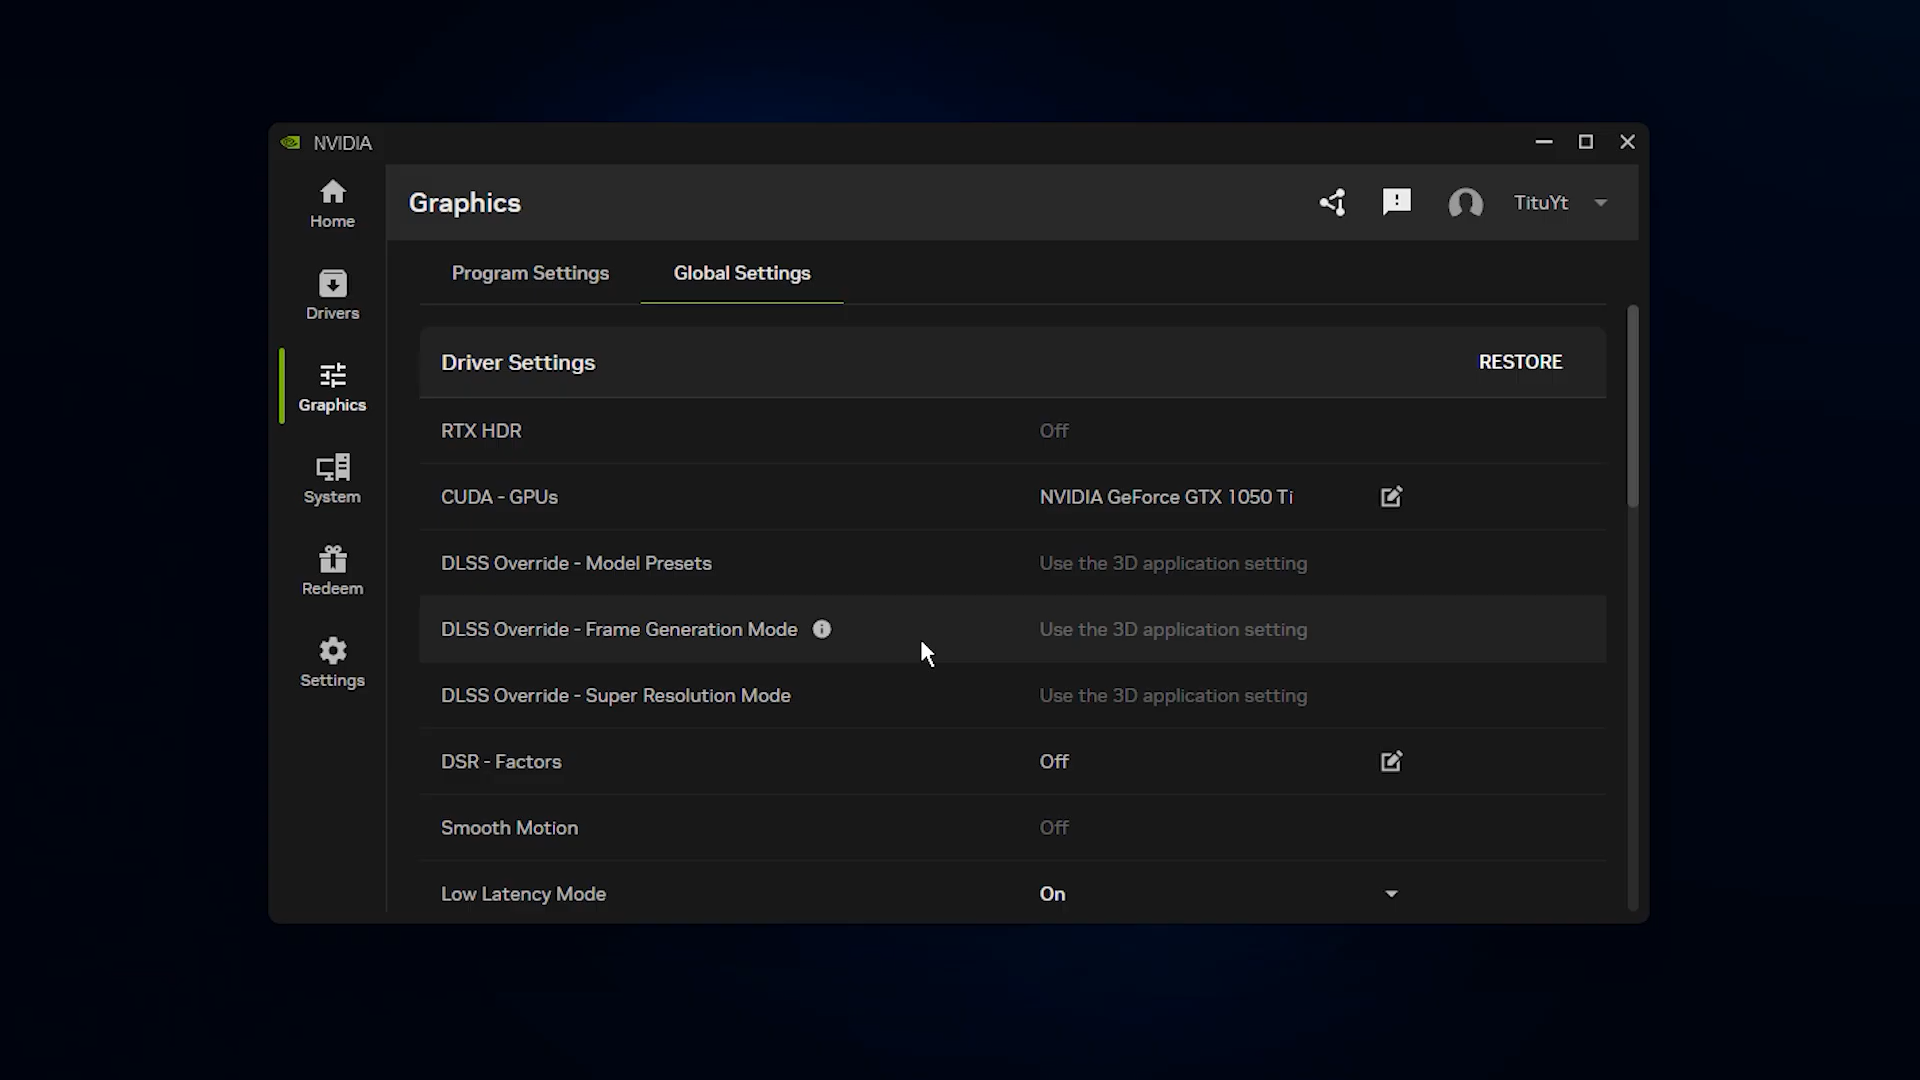 NVIDIA
Home
Drivers
Graphics
System
Redeem
Settings
Graphics
TituYt
Program Settings
Global Settings
Driver Settings
RESTORE
RTX HDR
Off
CUDA - GPUs
NVIDIA GeForce GTX 1050 Ti
DLSS Override - Model Presets
Use the 3D application setting
DLSS Override - Frame Generation Mode
Use the 3D application setting
DLSS Override - Super Resolution Mode
Use the 3D application setting
DSR - Factors
Off
Smooth Motion
Off
Low Latency Mode
On